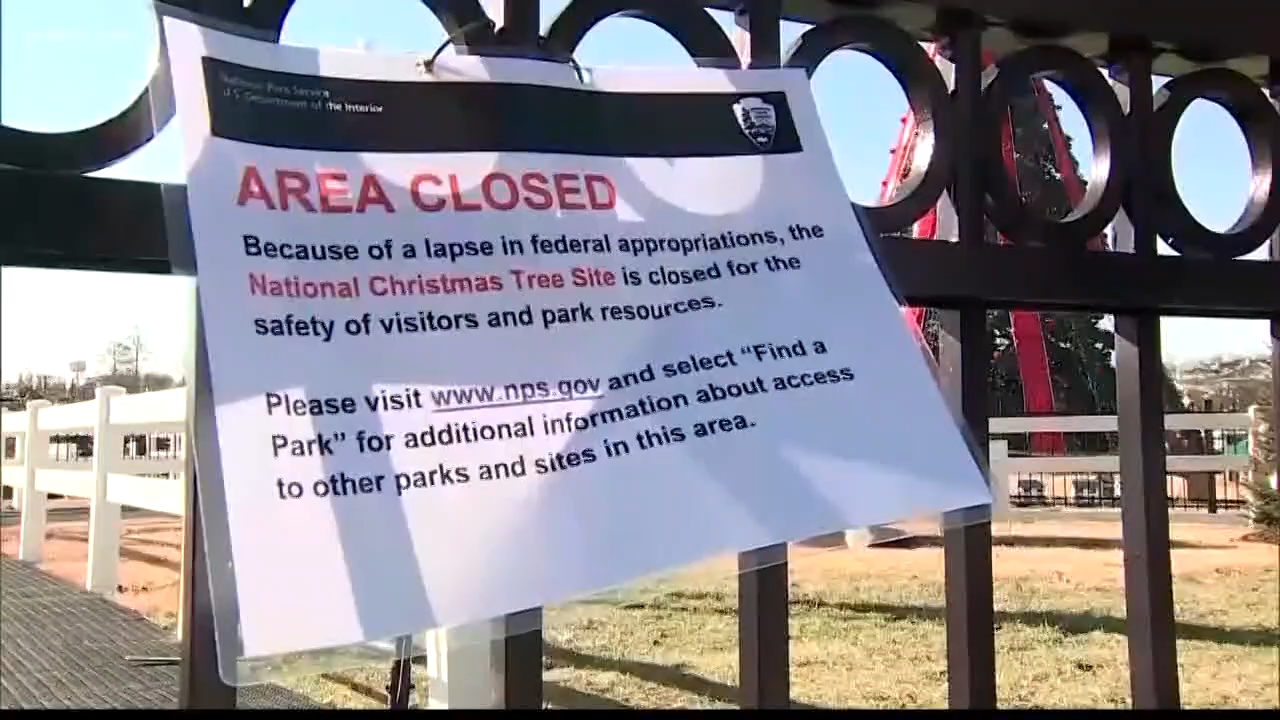 National Park Service
U.S. Department of the Interior
AREA CLOSED
Because of a lapse in federal appropriations, the
National Christmas Tree Site is closed for the
safety of visitors and park resources.
Please visit www.nps.gov and select “Find a
Park” for additional information about access
to other parks and sites in this area.